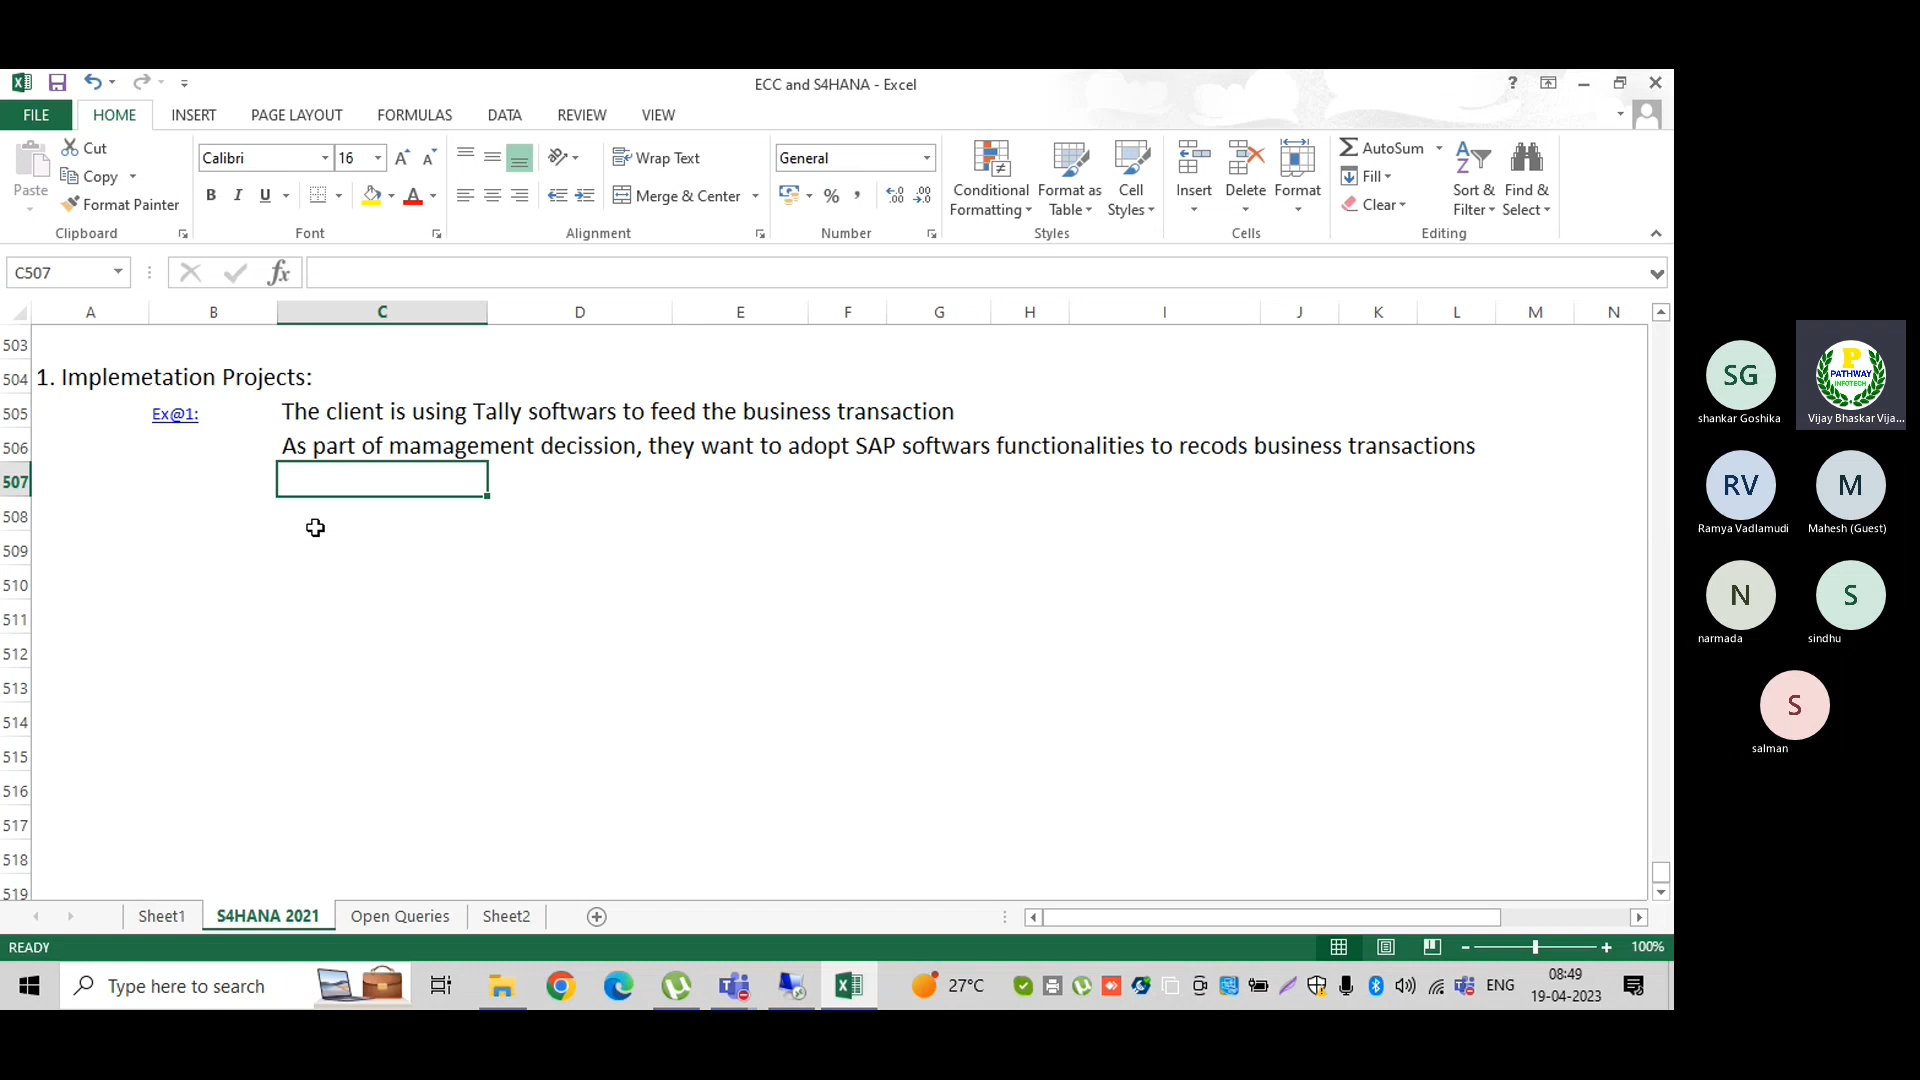 ECC and S4HANA - Excel
?
FILE
HOME
INSERT
PAGE LAYOUT
FORMULAS
DATA
REVIEW
VIEW
Paste
Cut
Copy
Format Painter
Clipboard
Calibri
16
A
A
B
I
U
A
Font
Wrap Text
Merge & Center
Alignment
General
%
,
Number
Conditional Formatting
Format as Table
Cell Styles
Styles
Insert
Delete
Format
Cells
AutoSum
Fill
Clear
Sort & Filter
Find & Select
Editing
C507
fx
A B C D E F G H I J K L M N
503
504 1. Implemetation Projects:
505 Ex@1: The client is using Tally softwars to feed the business transaction
506 As part of mamagement decission, they want to adopt SAP softwars functionalities to recods business transactions
507
508
509
510
511
512
513
514
515
516
517
518
519
Sheet1
S4HANA 2021
Open Queries
Sheet2
READY
100%
Type here to search
27°C
ENG
08:49
19-04-2023
SG
shankar Goshika
P
PATHWAY
INFOTECH
Vijay Bhaskar Vija...
RV
Ramya Vadlamudi
M
Mahesh (Guest)
N
narmada
S
sindhu
S
salman